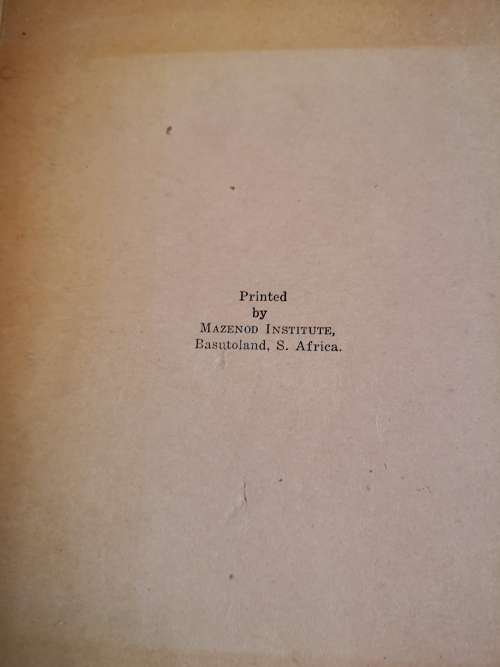 Printed
by
MAZENOD INSTITUTE,
Basutoland, S. Africa.